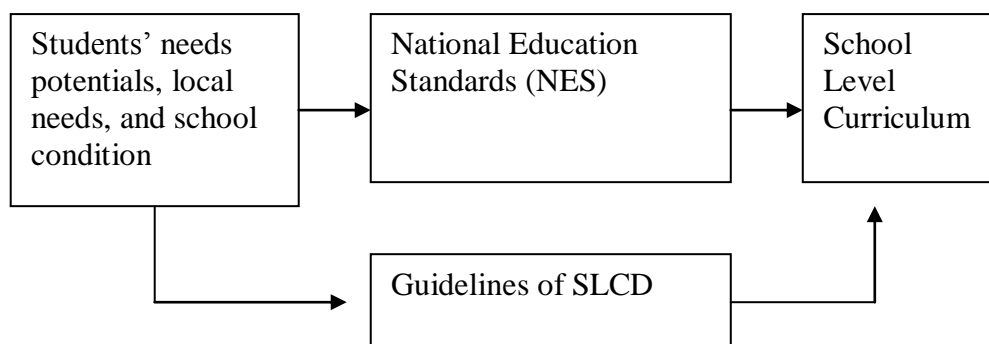 Students’ needs
potentials, local
needs, and school
condition
National Education
Standards (NES)
School
Level
Curriculum
Guidelines of SLCD